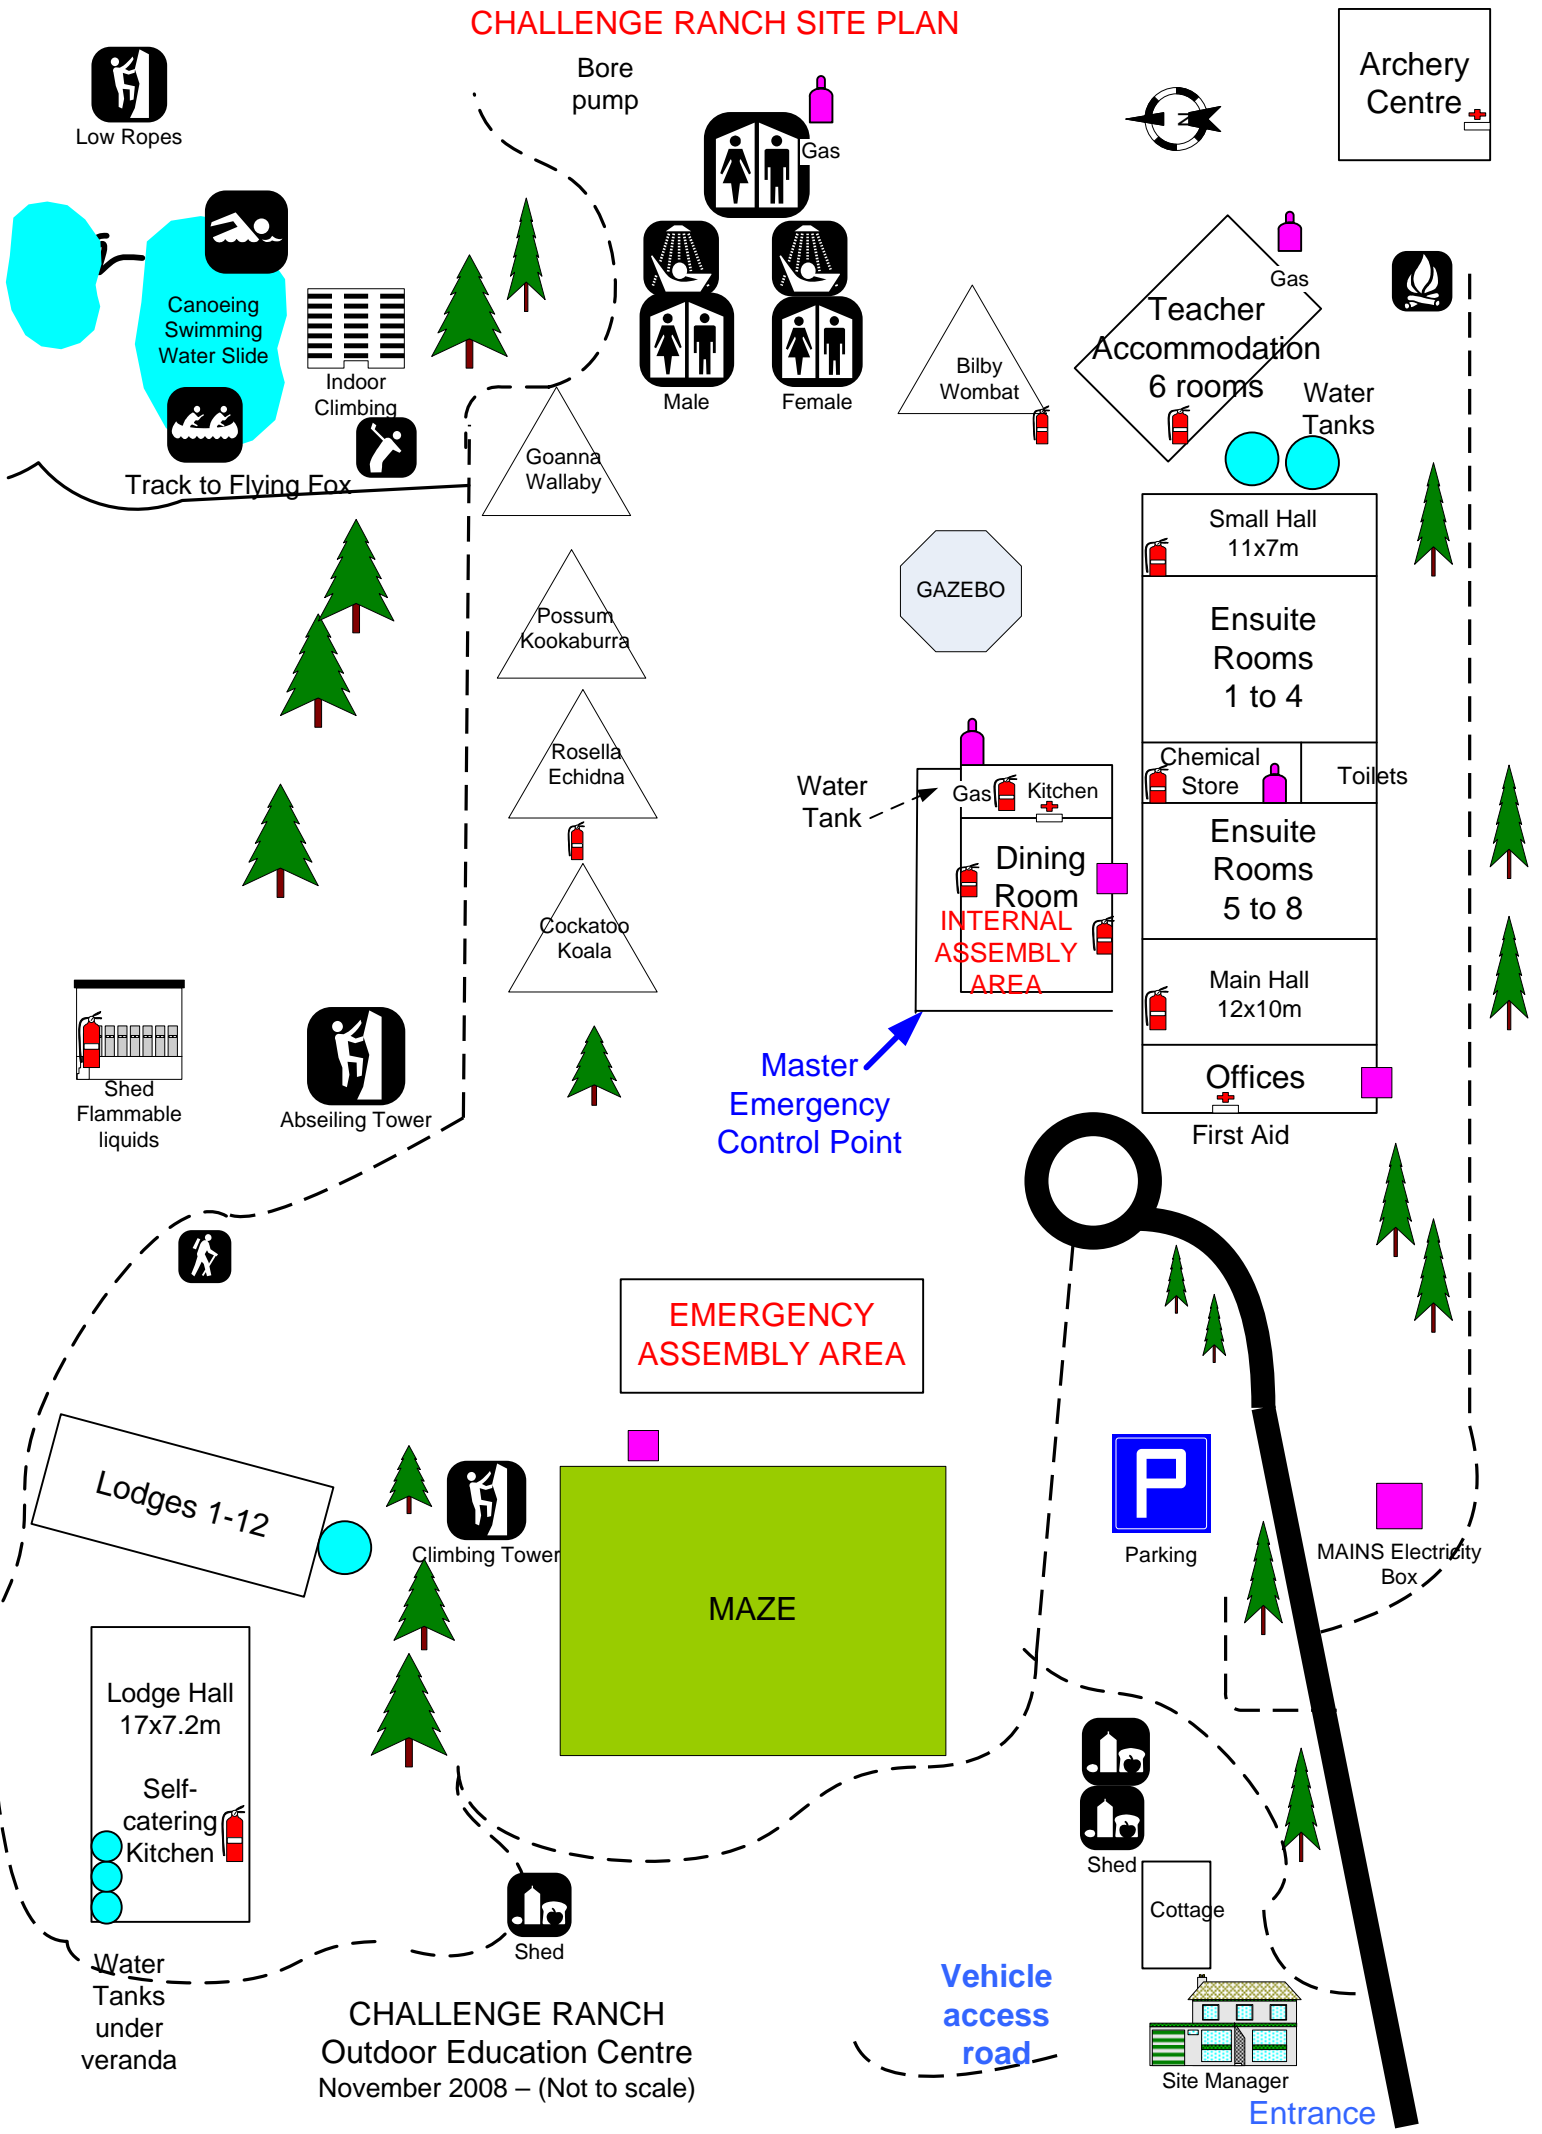 CHALLENGE RANCH SITE PLAN
Bore
pump
Archery
Centre
Low Ropes
Gas
N
Gas
Canoeing
Swimming
Water Slide
Teacher
Accommodation
6 rooms
Indoor
Climbing
Male
Female
Bilby
Wombat
Water
Tanks
Goanna
Wallaby
Track to Flying Fox
Small Hall
11x7m
GAZEBO
Possum
Kookaburra
Ensuite
Rooms
1 to 4
Rosella
Echidna
Water
Tank
Gas
Kitchen
Chemical
Store
Toilets
Dining
Room
INTERNAL
ASSEMBLY
AREA
Ensuite
Rooms
5 to 8
Cockatoo
Koala
Main Hall
12x10m
Shed
Flammable
liquids
Abseiling Tower
Master
Emergency
Control Point
Offices
First Aid
EMERGENCY
ASSEMBLY AREA
Lodges 1-12
Climbing Tower
P
Parking
MAINS Electricity
Box
MAZE
Lodge Hall
17x7.2m
Self-
catering
Kitchen
Shed
Cottage
Shed
Water
Tanks
under
veranda
Vehicle
access
road
CHALLENGE RANCH
Outdoor Education Centre
November 2008 – (Not to scale)
Site Manager
Entrance